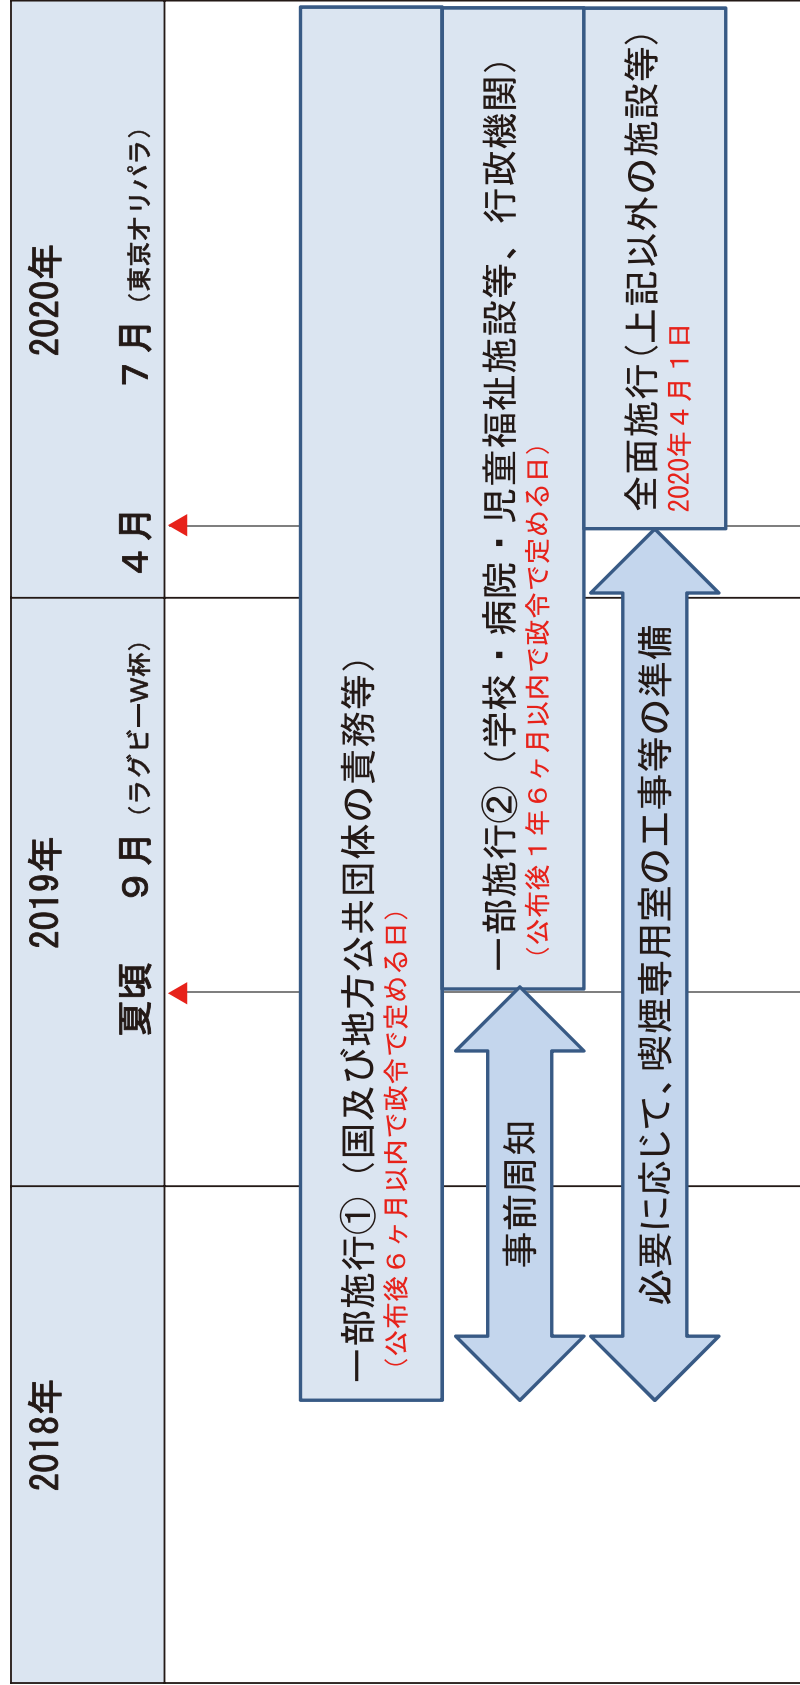 2018年
2019年
2020年
夏頃
９月（ラグビーW杯）
４月
７月（東京オリパラ）
一部施行①（国及び地方公共団体の責務等）
（公布後６ヶ月以内で政令で定める日）
事前周知
一部施行②（学校・病院・児童福祉施設等、行政機関）
（公布後１年６ヶ月以内で政令で定める日）
必要に応じて、喫煙専用室の工事等の準備
全面施行（上記以外の施設等）
2020年４月１日